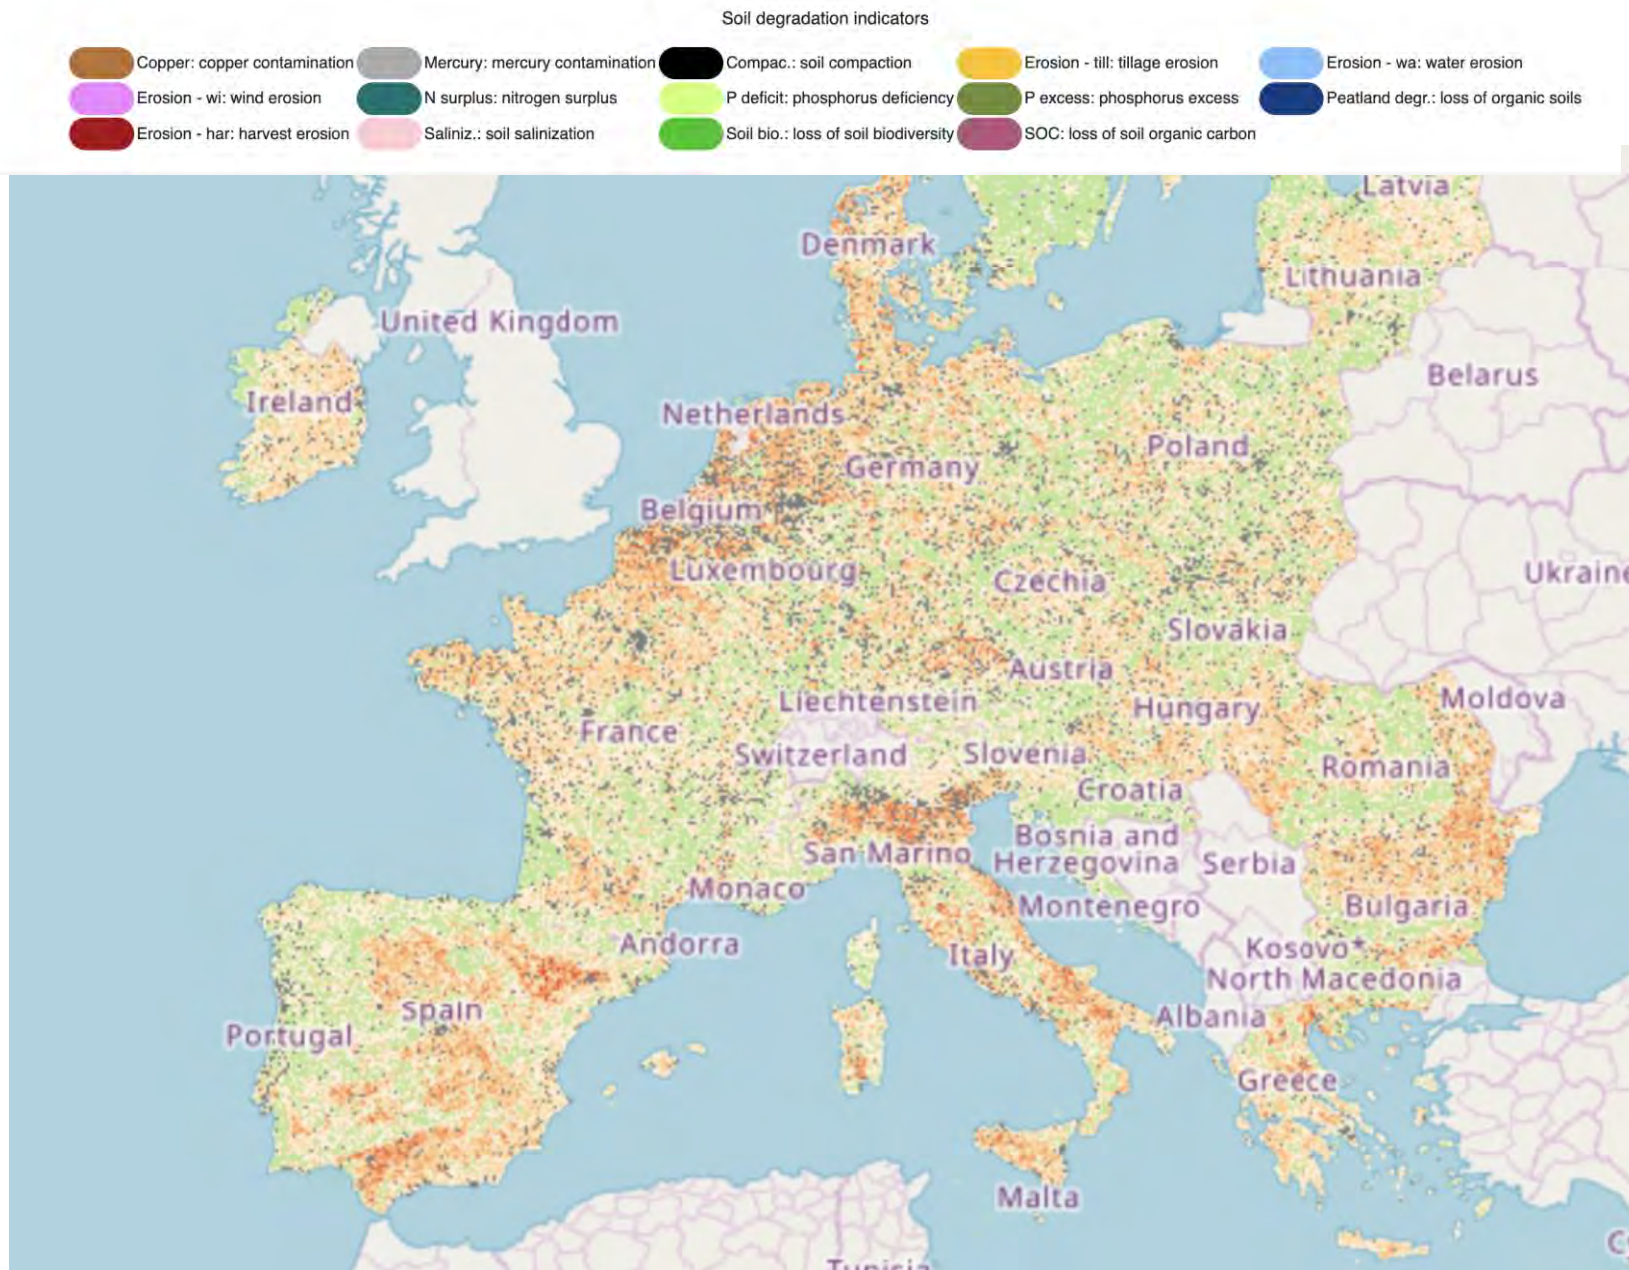 Soil degradation indicators
Copper: copper contamination
Mercury: mercury contamination
Compac.: soil compaction
Erosion - till: tillage erosion
Erosion - wa: water erosion
Erosion - wi: wind erosion
N surplus: nitrogen surplus
P deficit: phosphorus deficiency
P excess: phosphorus excess
Peatland degr.: loss of organic soils
Erosion - har: harvest erosion
Saliniz.: soil salinization
Soil bio.: loss of soil biodiversity
SOC: loss of soil organic carbon
Latvia
Denmark
Lithuania
United Kingdom
Belarus
Ireland
Netherlands
Poland
Germany
Belgium
Luxembourg
Czechia
Ukraine
Slovakia
Austria
Liechtenstein
Hungary
Moldova
France
Switzerland
Slovenia
Romania
Croatia
Bosnia and
Herzegovina
San Marino
Serbia
Monaco
Montenegro
Bulgaria
Andorra
Italy
Kosovo*
North Macedonia
Spain
Albania
Portugal
Greece
Malta
Tunisia